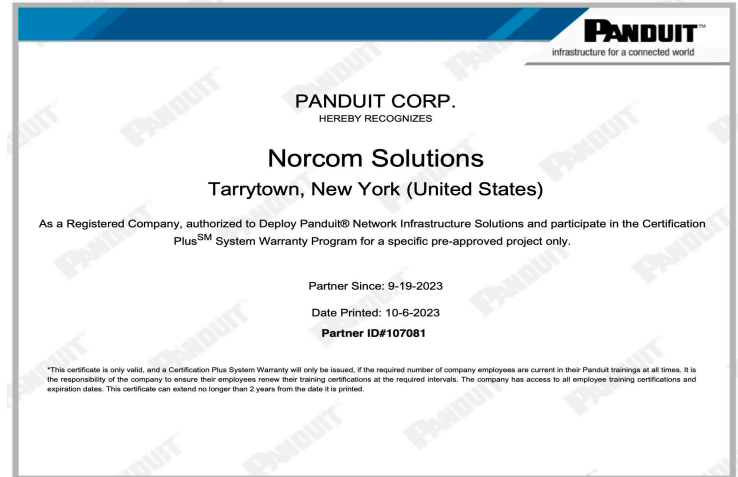 PANDUIT™
infrastructure for a connected world
PANDUIT CORP.
HEREBY RECOGNIZES
Norcom Solutions
Tarrytown, New York (United States)
As a Registered Company, authorized to Deploy Panduit® Network Infrastructure Solutions and participate in the Certification
Plus SM System Warranty Program for a specific pre-approved project only.
Partner Since: 9-19-2023
Date Printed: 10-6-2023
Partner ID#107081
*This certificate is only valid, and a Certification Plus System Warranty will only be issued, if the required number of company employees are current in their Panduit trainings at all times. It is
the responsibility of the company to ensure their employees renew their training certifications at the required intervals. The company has access to all employee training certifications and
expiration dates. This certificate can extend no longer than 2 years from the date it is printed.